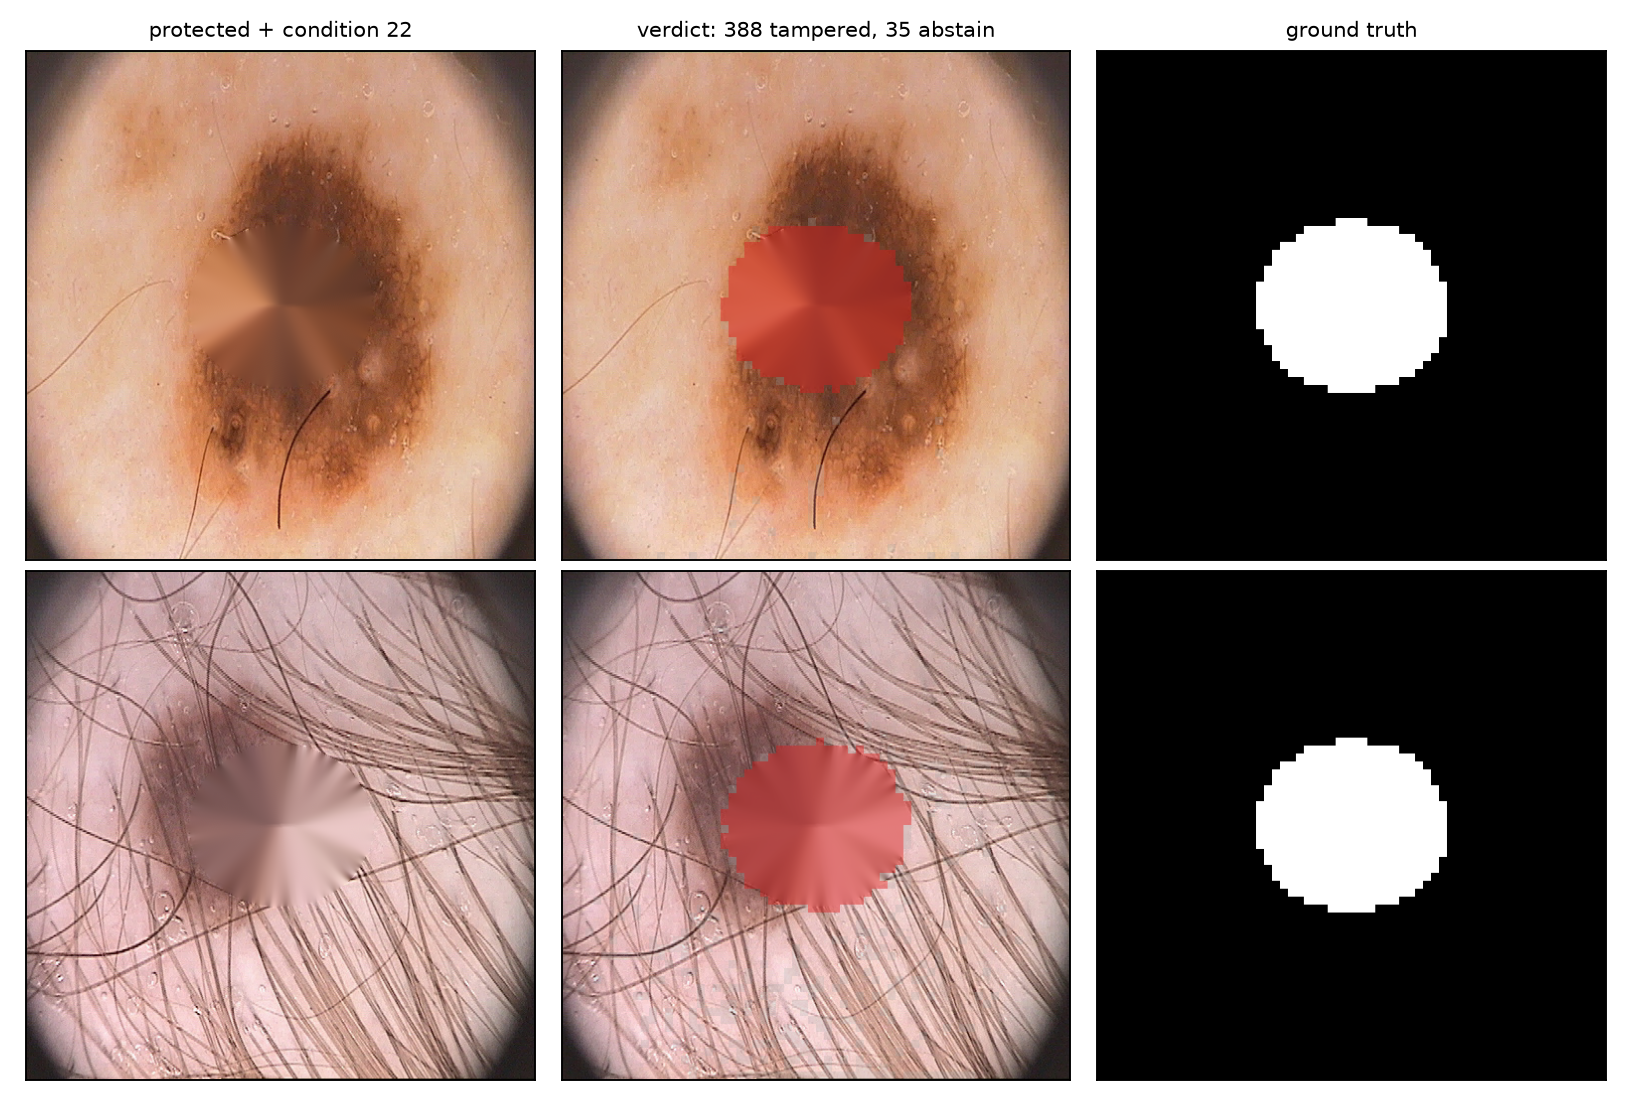 protected + condition 22
verdict: 388 tampered, 35 abstain
ground truth